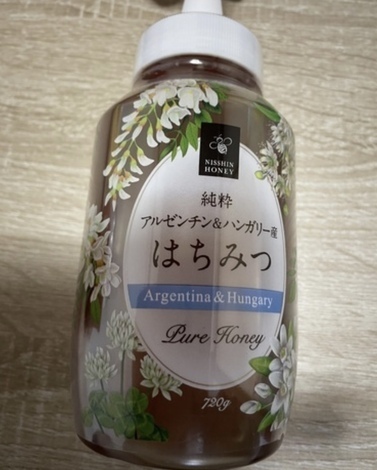 NISSHIN
HONEY
純粋
アルゼンチン&ハンガリー産
はちみつ
Argentina & Hungary
Pure Honey
720g